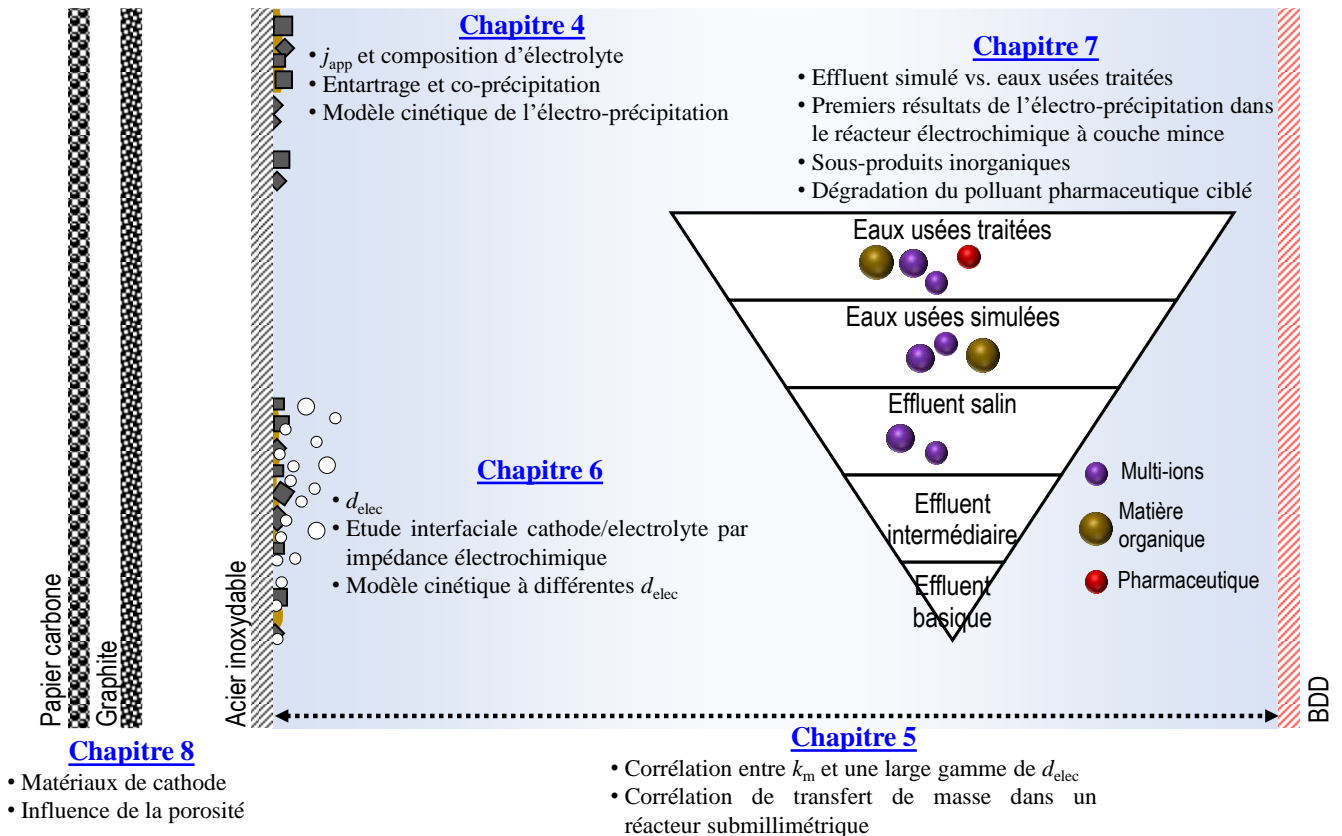 Chapitre 4
• japp et composition d’électrolyte
• Entartrage et co-précipitation
• Modèle cinétique de l’électro-précipitation
Chapitre 7
• Effluent simulé vs. eaux usées traitées
• Premiers résultats de l’électro-précipitation dans
le réacteur électrochimique à couche mince
• Sous-produits inorganiques
• Dégradation du polluant pharmaceutique ciblé
Eaux usées traitées
Eaux usées simulées
Effluent salin
Effluent
intermédiaire
Effluent
basique
Multi-ions
Matière
organique
Pharmaceutique
Chapitre 6
• delec
• Etude interfaciale cathode/electrolyte par
impédance électrochimique
• Modèle cinétique à différentes delec
Papier carbone
Graphite
Acier inoxydable
BDD
Chapitre 8
• Matériaux de cathode
• Influence de la porosité
Chapitre 5
• Corrélation entre km et une large gamme de delec
• Corrélation de transfert de masse dans un
réacteur submillimétrique